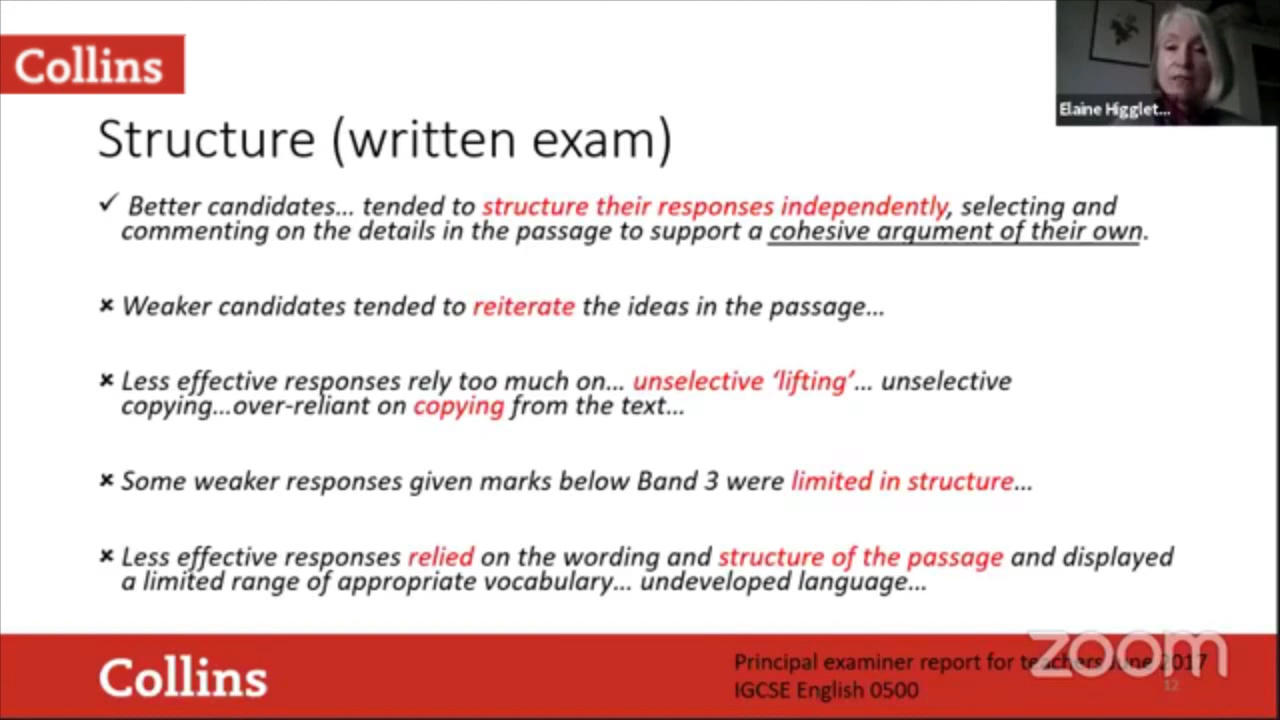 Collins
Elaine Higglet...
Structure (written exam)
✓ Better candidates... tended to structure their responses independently, selecting and
commenting on the details in the passage to support a cohesive argument of their own.
× Weaker candidates tended to reiterate the ideas in the passage...
× Less effective responses rely too much on... unselective ‘lifting’... unselective
copying...over-reliant on copying from the text...
× Some weaker responses given marks below Band 3 were limited in structure...
× Less effective responses relied on the wording and structure of the passage and displayed
a limited range of appropriate vocabulary... undeveloped language...
Collins
Principal examiner report for teachers June 2017
IGCSE English 0500
zoom
12